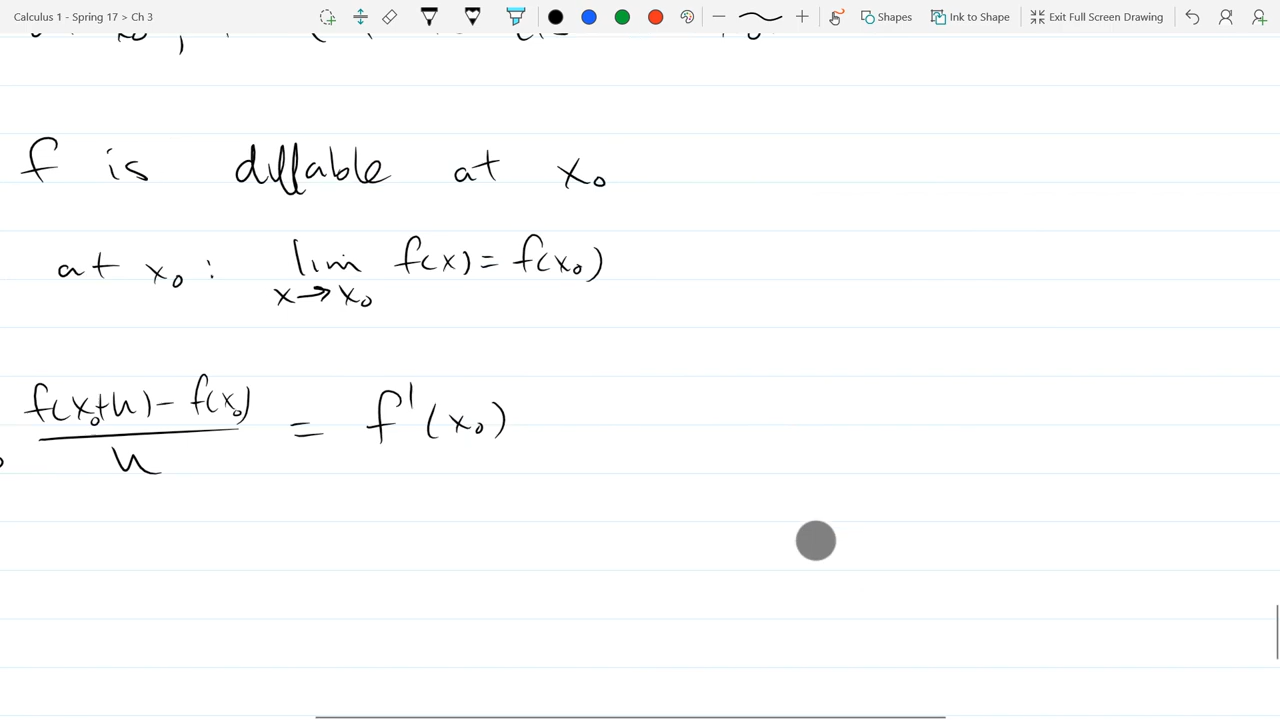 Calculus 1 - Spring 17 > Ch 3
Shapes
Ink to Shape
Exit Full Screen Drawing
f is diffable at x₀
at x₀ : lim f(x) = f(x₀)
x→x₀
f(x₀+h) - f(x₀)
= f'(x₀)
h